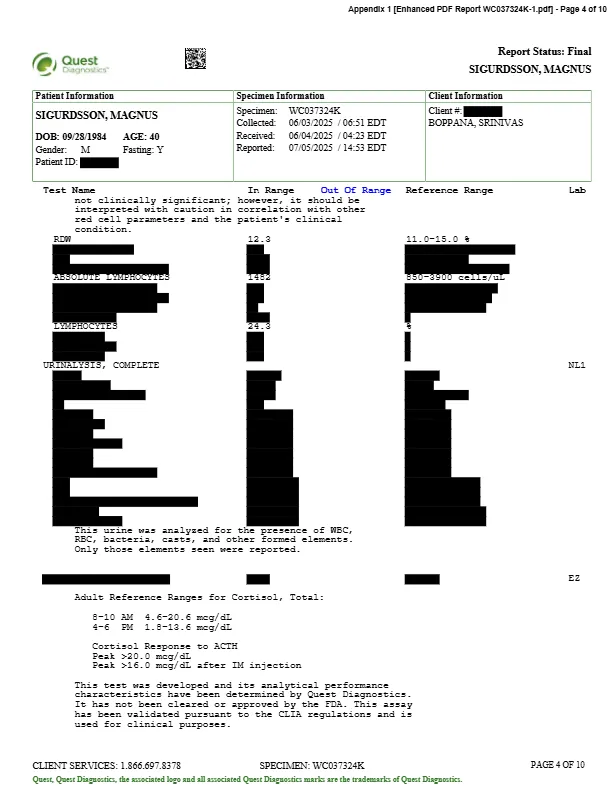 Appendix 1 [Enhanced PDF Report WC037324K-1.pdf] - Page 4 of 10
Quest Diagnostics™
Report Status: Final
SIGURDSSON, MAGNUS
Patient Information
SIGURDSSON, MAGNUS
DOB: 09/28/1984 AGE: 40
Gender: M Fasting: Y
Patient ID:
Specimen Information
Specimen: WC037324K
Collected: 06/03/2025 / 06:51 EDT
Received: 06/04/2025 / 04:23 EDT
Reported: 07/05/2025 / 14:53 EDT
Client Information
Client #:
BOPPANA, SRINIVAS
Test Name In Range Out Of Range Reference Range Lab
not clinically significant; however, it should be
interpreted with caution in correlation with other
red cell parameters and the patient's clinical
condition.
RDW 12.3 11.0-15.0 %
ABSOLUTE LYMPHOCYTES 1482 850-3900 cells/uL
LYMPHOCYTES 24.3 %
URINALYSIS, COMPLETE NL1
This urine was analyzed for the presence of WBC,
RBC, bacteria, casts, and other formed elements.
Only those elements seen were reported.
EZ
Adult Reference Ranges for Cortisol, Total:
8-10 AM 4.6-20.6 mcg/dL
4-6 PM 1.8-13.6 mcg/dL
Cortisol Response to ACTH
Peak >20.0 mcg/dL
Peak >16.0 mcg/dL after IM injection
This test was developed and its analytical performance
characteristics have been determined by Quest Diagnostics.
It has not been cleared or approved by the FDA. This assay
has been validated pursuant to the CLIA regulations and is
used for clinical purposes.
CLIENT SERVICES: 1.866.697.8378 SPECIMEN: WC037324K PAGE 4 OF 10
Quest, Quest Diagnostics, the associated logo and all associated Quest Diagnostics marks are the trademarks of Quest Diagnostics.